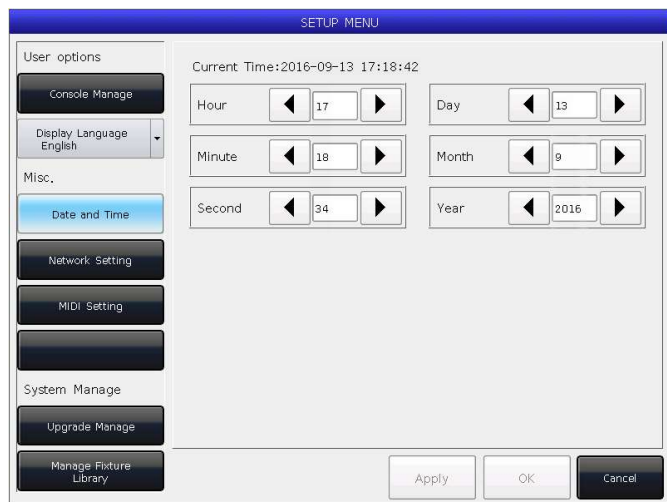 SETUP MENU
User options
Console Manage
Display Language
English
Misc.
Date and Time
Network Setting
MIDI Setting
System Manage
Upgrade Manage
Manage Fixture
Library
Current Time:2016-09-13 17:18:42
Hour 17
Day 13
Minute 18
Month 9
Second 34
Year 2016
Apply
OK
Cancel